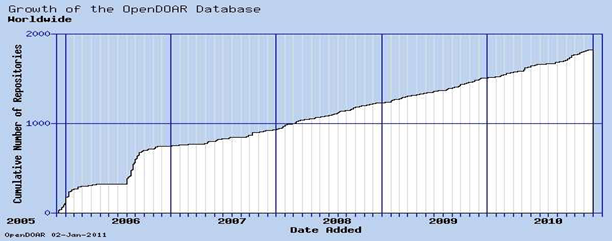 Growth of the OpenDOAR Database
Worldwide
Cumulative Number of Repositories
2000
1000
0
2005 2006 2007 2008 2009 2010
Date Added
OpenDOAR 02-Jan-2011